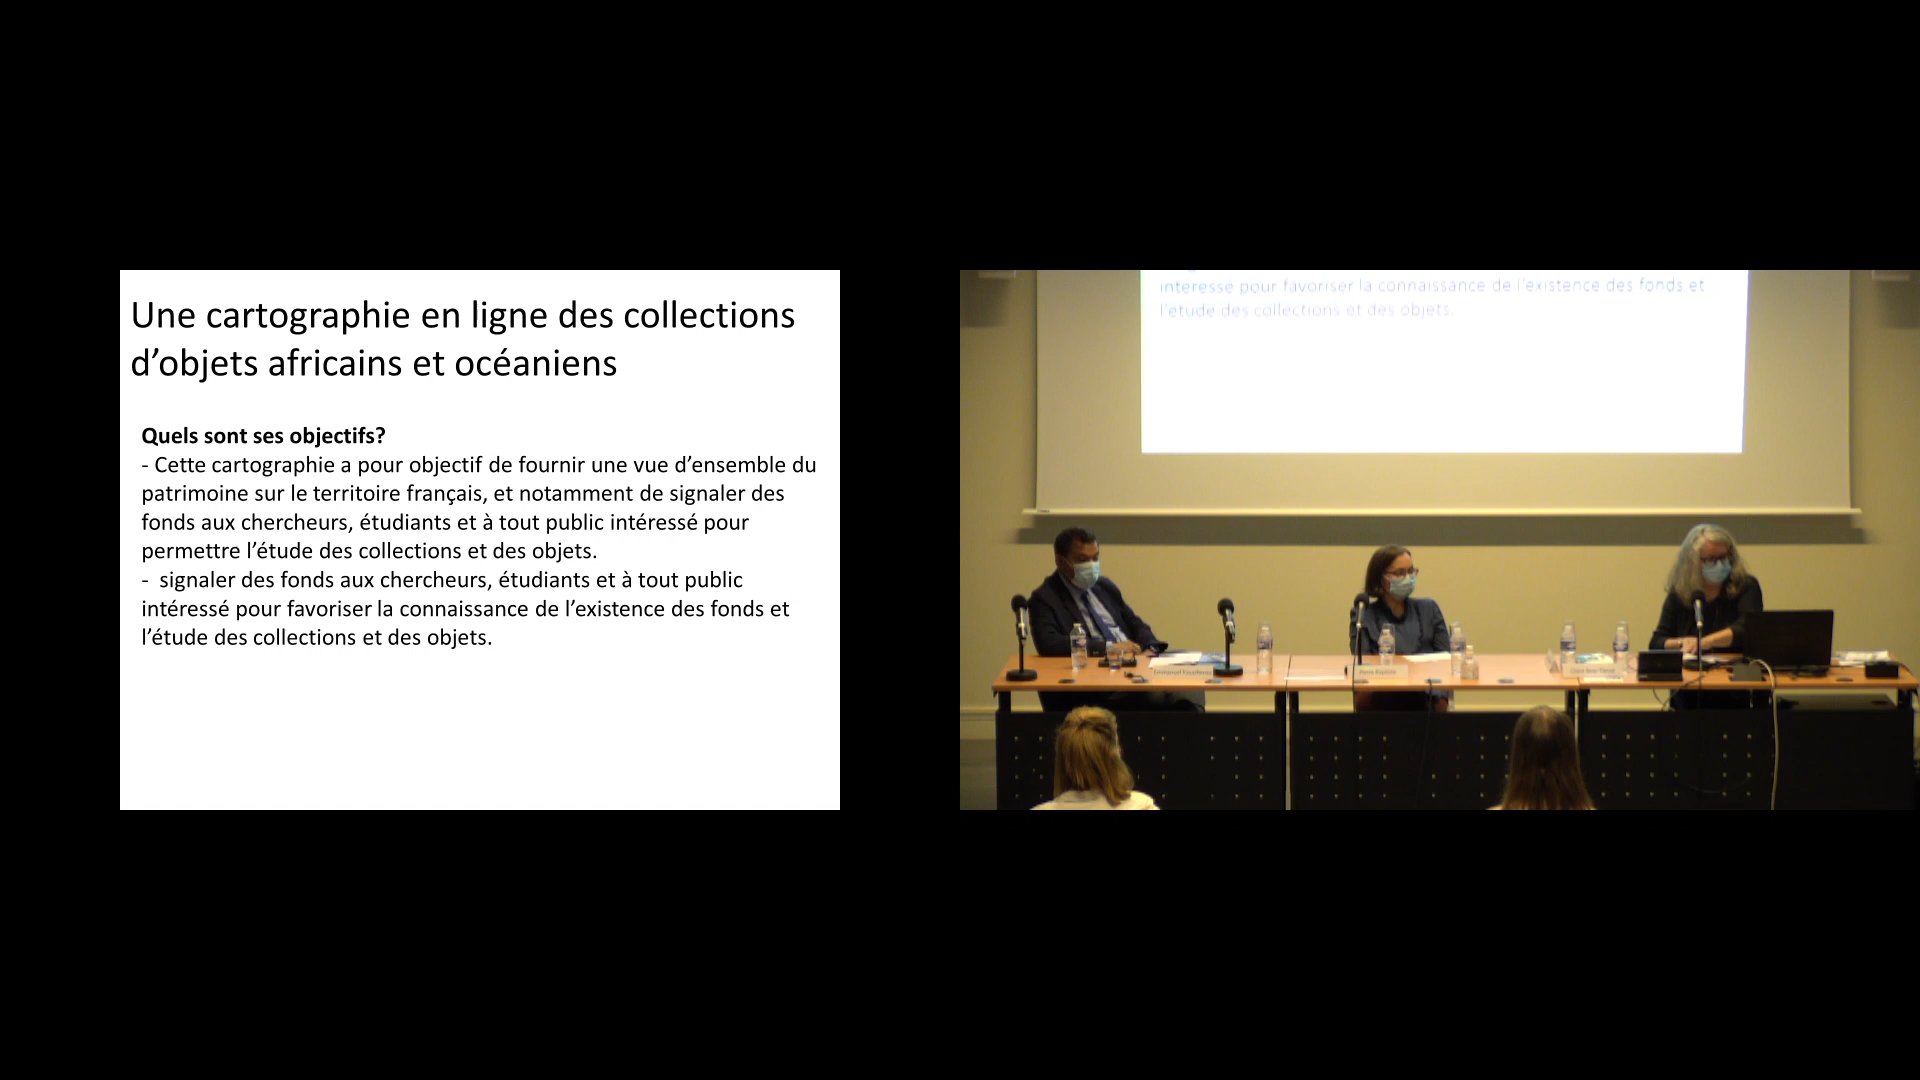 Une cartographie en ligne des collections
d’objets africains et océaniens
Quels sont ses objectifs?
- Cette cartographie a pour objectif de fournir une vue d’ensemble du
patrimoine sur le territoire français, et notamment de signaler des
fonds aux chercheurs, étudiants et à tout public intéressé pour
permettre l’étude des collections et des objets.
-  signaler des fonds aux chercheurs, étudiants et à tout public
intéressé pour favoriser la connaissance de l’existence des fonds et
l’étude des collections et des objets.
intéressé pour favoriser la connaissance de l’existence des fonds et
l’étude des collections et des objets.